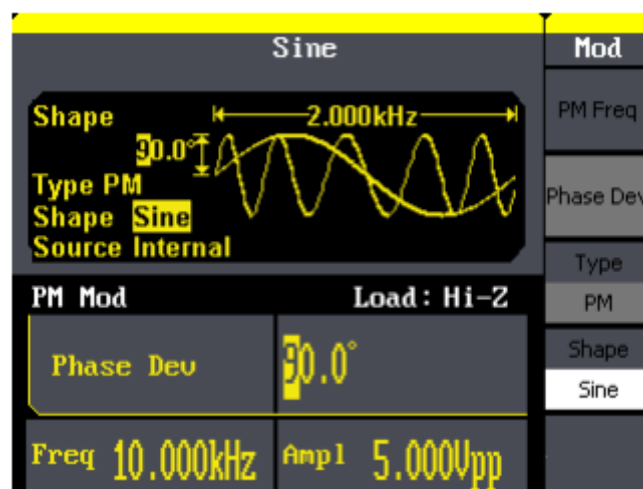 Sine
Mod
Shape
2.000kHz
PM Freq
90.0°
Type PM
Phase Dev
Shape Sine
Source Internal
Type
PM Mod
Load: Hi-Z
PM
Phase Dev
90.0°
Shape
Sine
Freq 10.000kHz
Ampl 5.000Vpp